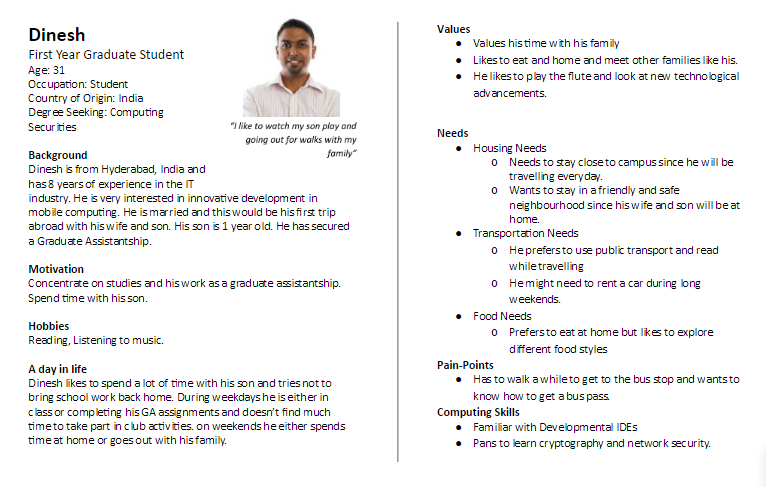 Dinesh
First Year Graduate Student
Age: 31
Occupation: Student
Country of Origin: India
Degree Seeking: Computing
Securities
"I like to watch my son play and
going out for walks with my
family"
Background
Dinesh is from Hyderabad, India and
has 8 years of experience in the IT
industry. He is very interested in innovative development in
mobile computing. He is married and this would be his first trip
abroad with his wife and son. His son is 1 year old. He has secured
a Graduate Assistantship.
Motivation
Concentrate on studies and his work as a graduate assistantship.
Spend time with his son.
Hobbies
Reading, Listening to music.
A day in life
Dinesh likes to spend a lot of time with his son and tries not to
bring school work back home. During weekdays he is either in
class or completing his GA assignments and doesn't find much
time to take part in club activities. on weekends he either spends
time at home or goes out with his family.
Values
● Values his time with his family
● Likes to eat and home and meet other families like his.
● He likes to play the flute and look at new technological
advancements.
Needs
● Housing Needs
o Needs to stay close to campus since he will be
travelling everyday.
o Wants to stay in a friendly and safe
neighbourhood since his wife and son will be at
home.
● Transportation Needs
o He prefers to use public transport and read
while travelling
o He might need to rent a car during long
weekends.
● Food Needs
o Prefers to eat at home but likes to explore
different food styles
Pain-Points
● Has to walk a while to get to the bus stop and wants to
know how to get a bus pass.
Computing Skills
● Familiar with Developmental IDEs
● Pans to learn cryptography and network security.